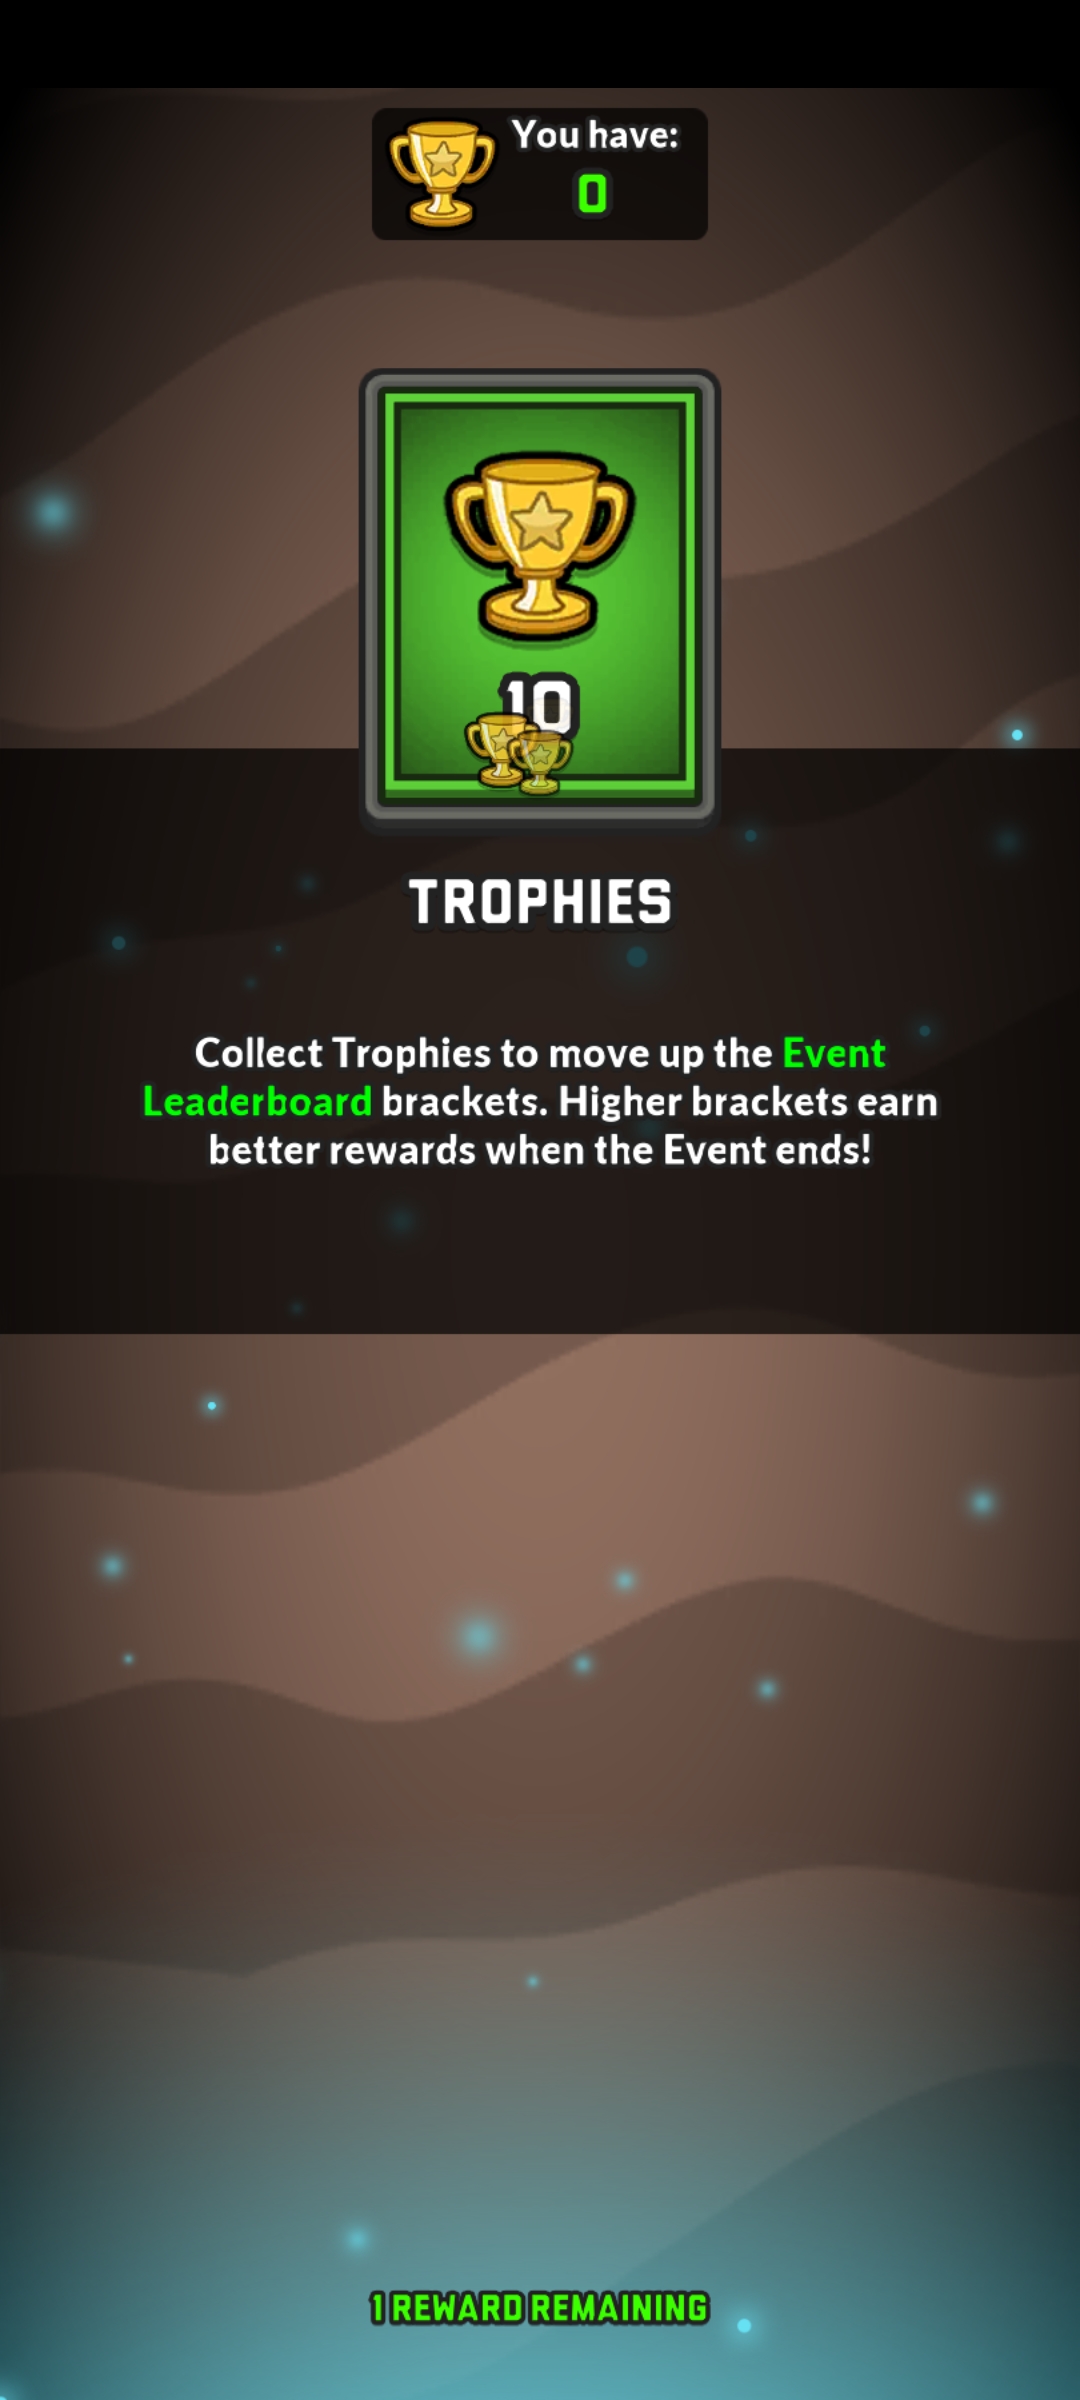 You have:
0
10
TROPHIES
Collect Trophies to move up the Event
Leaderboard brackets. Higher brackets earn
better rewards when the Event ends!
1 REWARD REMAINING